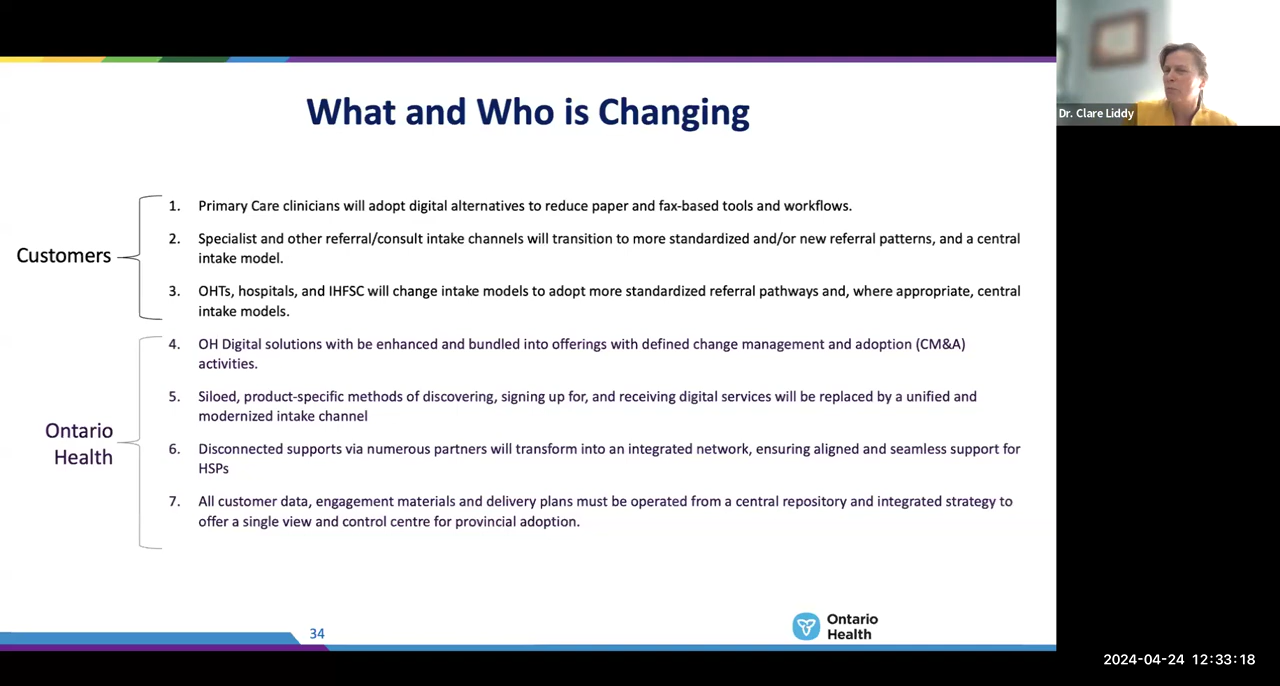 What and Who is Changing
Dr. Clare Liddy
Customers
1. Primary Care clinicians will adopt digital alternatives to reduce paper and fax-based tools and workflows.
2. Specialist and other referral/consult intake channels will transition to more standardized and/or new referral patterns, and a central
intake model.
3. OHTs, hospitals, and IHFSC will change intake models to adopt more standardized referral pathways and, where appropriate, central
intake models.
Ontario
Health
4. OH Digital solutions with be enhanced and bundled into offerings with defined change management and adoption (CM&A)
activities.
5. Siloed, product-specific methods of discovering, signing up for, and receiving digital services will be replaced by a unified and
modernized intake channel
6. Disconnected supports via numerous partners will transform into an integrated network, ensuring aligned and seamless support for
HSPs
7. All customer data, engagement materials and delivery plans must be operated from a central repository and integrated strategy to
offer a single view and control centre for provincial adoption.
34
Ontario
Health
2024-04-24 12:33:18